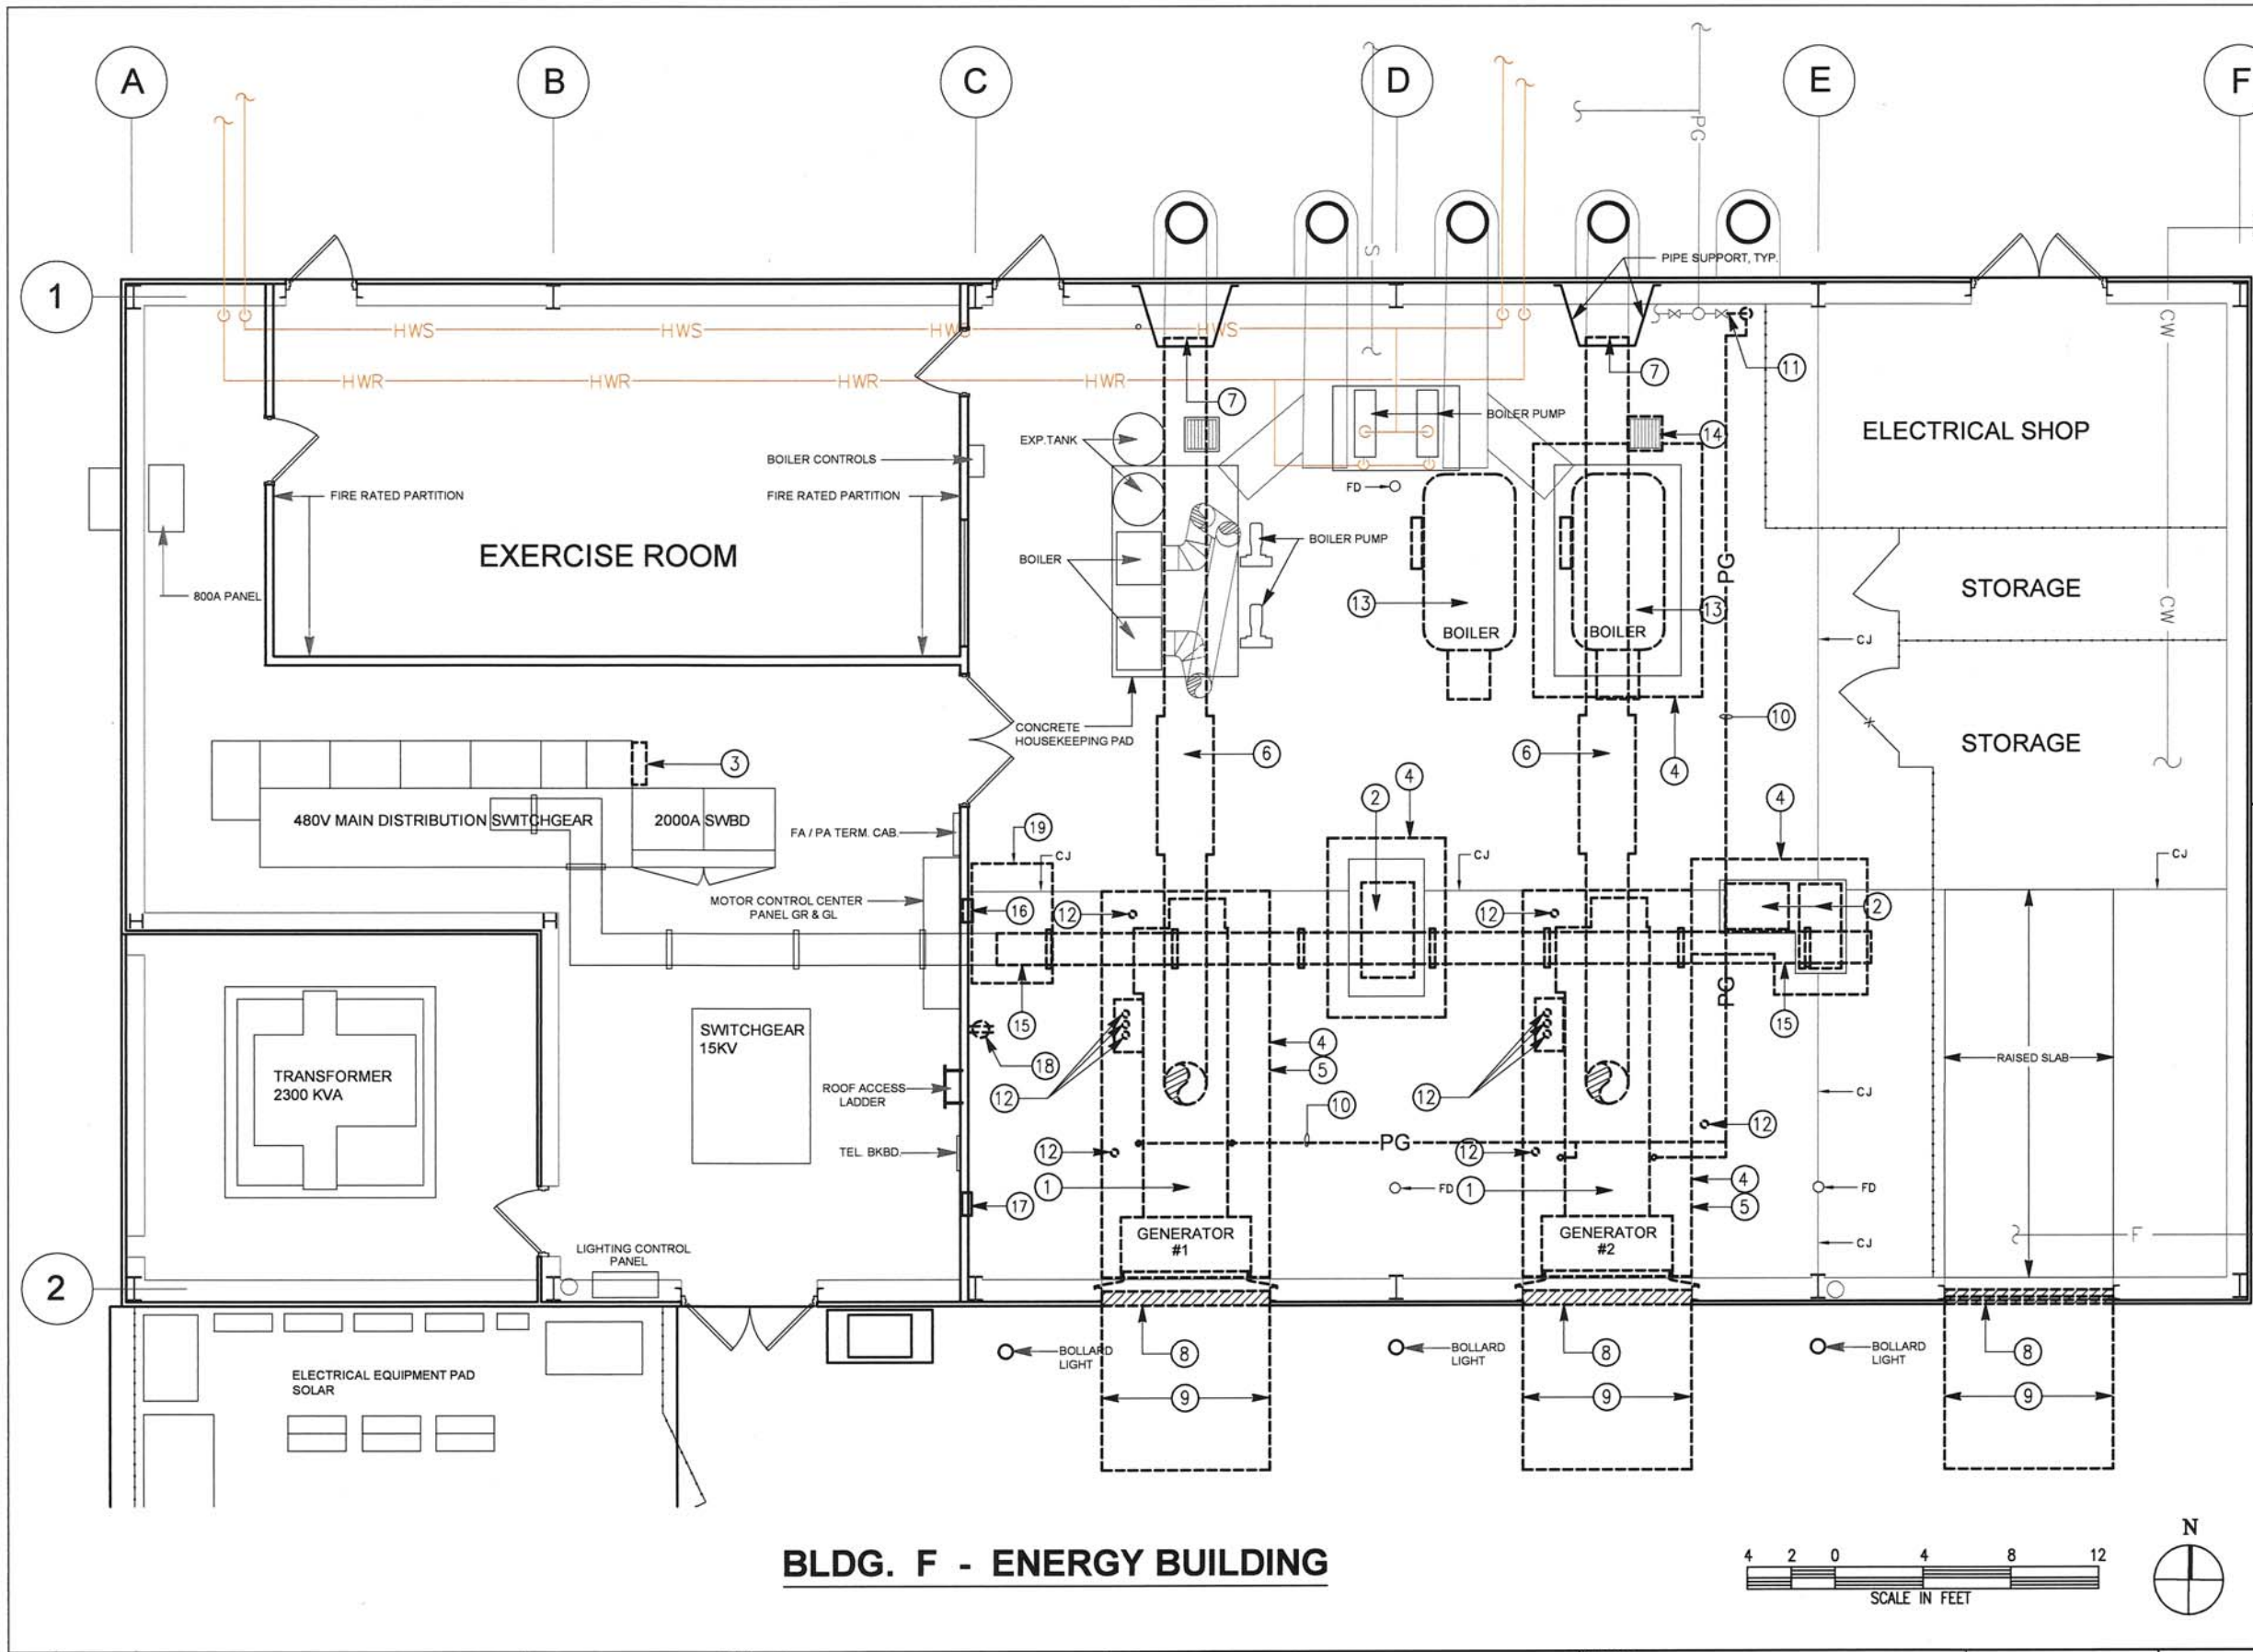 A
B
C
D
E
F
PG
S
1
PIPE SUPPORT, TYP.
HWS
HWS
HWS
HWS
CW
HWR
HWR
HWR
HWR
7
7
11
BOILER PUMP
14
ELECTRICAL SHOP
EXP.TANK
BOILER CONTROLS
FIRE RATED PARTITION
FIRE RATED PARTITION
FD
EXERCISE ROOM
BOILER PUMP
BOILER
PG
STORAGE
800A PANEL
13
13
CW
BOILER
BOILER
CJ
CONCRETE
HOUSEKEEPING PAD
10
STORAGE
3
6
6
4
4
2
4
480V MAIN DISTRIBUTION SWITCHGEAR
2000A SWBD
FA / PA TERM. CAB.
19
CJ
CJ
CJ
MOTOR CONTROL CENTER
PANEL GR & GL
16
12
12
2
PG
SWITCHGEAR
15KV
15
15
4
18
5
RAISED SLAB
TRANSFORMER
2300 KVA
ROOF ACCESS
LADDER
12
12
CJ
10
12
PG
TEL. BKBD.
12
12
1
FD
1
4
FD
17
5
GENERATOR
#1
GENERATOR
#2
F
CJ
LIGHTING CONTROL
PANEL
2
BOLLARD
LIGHT
8
BOLLARD
LIGHT
8
BOLLARD
LIGHT
8
ELECTRICAL EQUIPMENT PAD
SOLAR
9
9
9
BLDG. F - ENERGY BUILDING
4 2 0 4 8 12
SCALE IN FEET
N